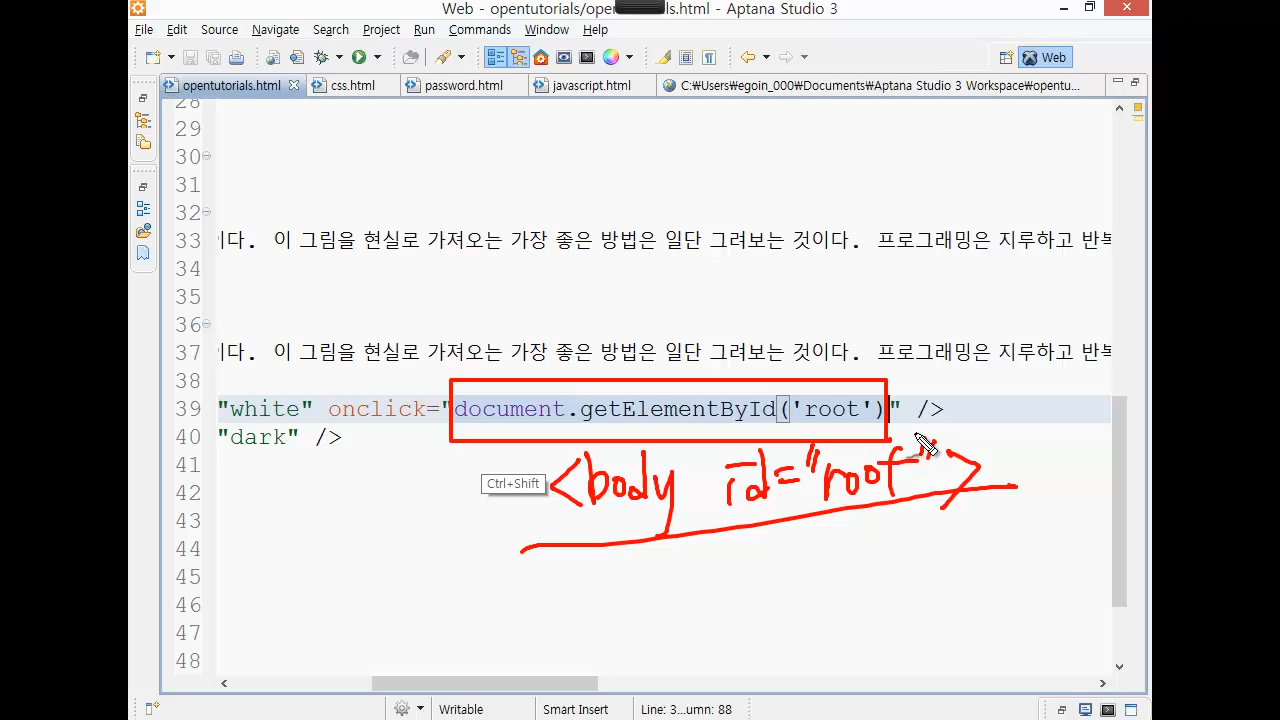 Web - opentutorials/open ls.html - Aptana Studio 3
File Edit Source Navigate Search Project Run Commands Window Help
Web
opentutorials.html css.html password.html javascript.html C:₩Users₩egoin_000₩Documents₩Aptana Studio 3 Workspace₩opentu...
28
29
30
31
32
33 이다. 이 그림을 현실로 가져오는 가장 좋은 방법은 일단 그려보는 것이다. 프로그래밍은 지루하고 반복
34
35
36
37 이다. 이 그림을 현실로 가져오는 가장 좋은 방법은 일단 그려보는 것이다. 프로그래밍은 지루하고 반복
38
39 "white" onclick="document.getElementById('root')" />
40 "dark" />
41
Ctrl+Shift <body id="root">
42
43
44
45
46
47
48
Writable Smart Insert Line: 3...umn: 88